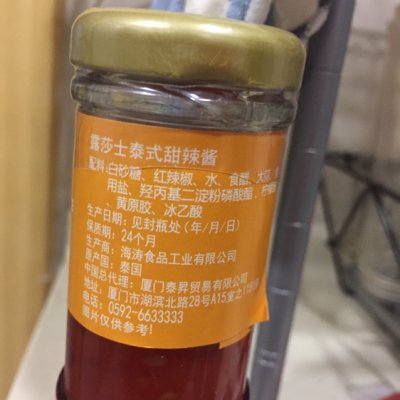 露莎士泰式甜辣酱
配料:白砂糖、红辣椒、水、食醋、大蒜、食
用盐、羟丙基二淀粉磷酸酯、柠檬酸
、黄原胶、冰乙酸
生产日期:见封瓶处(年/月/日)
保质期:24个月
生产商:海涛食品工业有限公司
原产国:泰国
中国总代理:厦门泰昇贸易有限公司
地址:厦门市湖滨北路28号A15室
电话:0592-6633333
图片仅供参考!